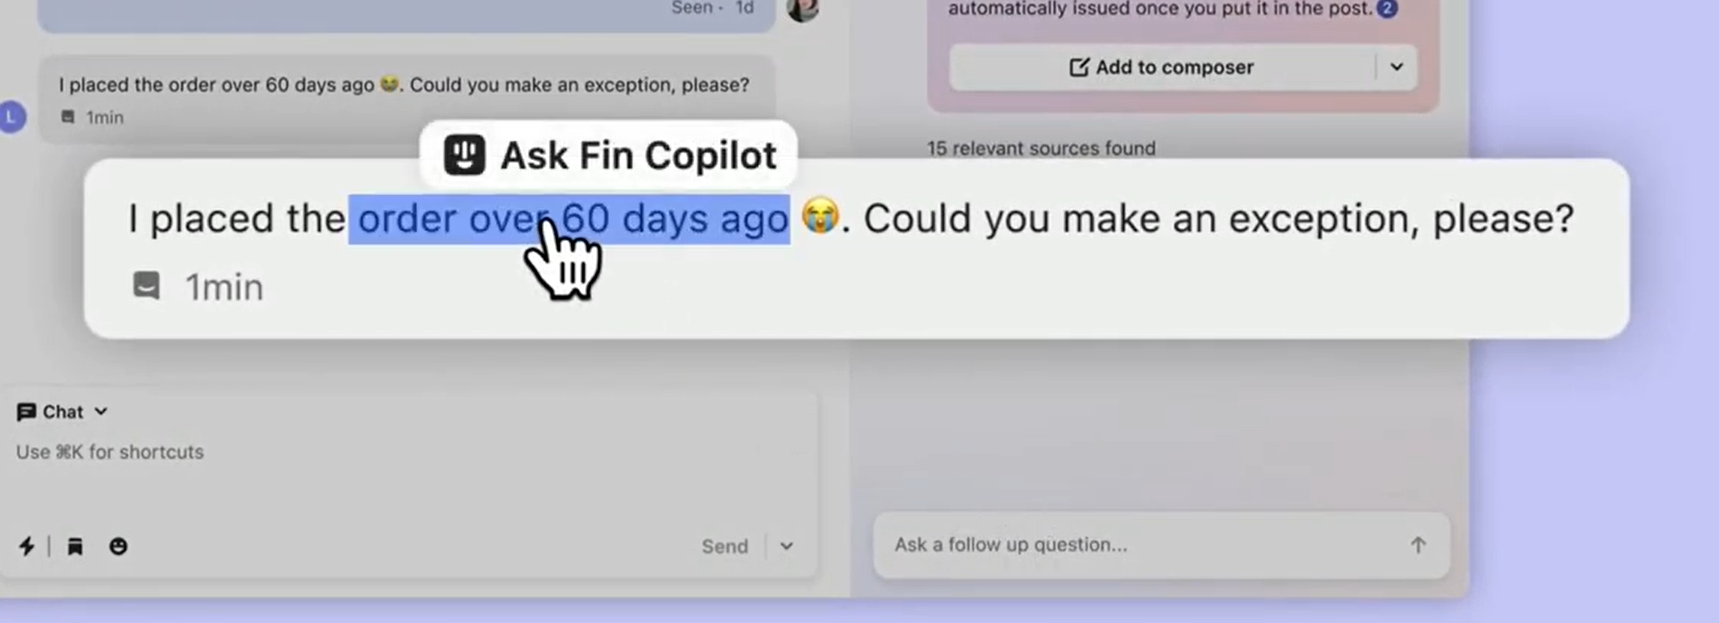 Seen · 1d
I placed the order over 60 days ago 😭. Could you make an exception, please?
L
1min
automatically issued once you put it in the post. 2
Add to composer
15 relevant sources found
Ask Fin Copilot
I placed the order over 60 days ago 😭. Could you make an exception, please?
1min
Chat
Use ⌘K for shortcuts
Send
Ask a follow up question...